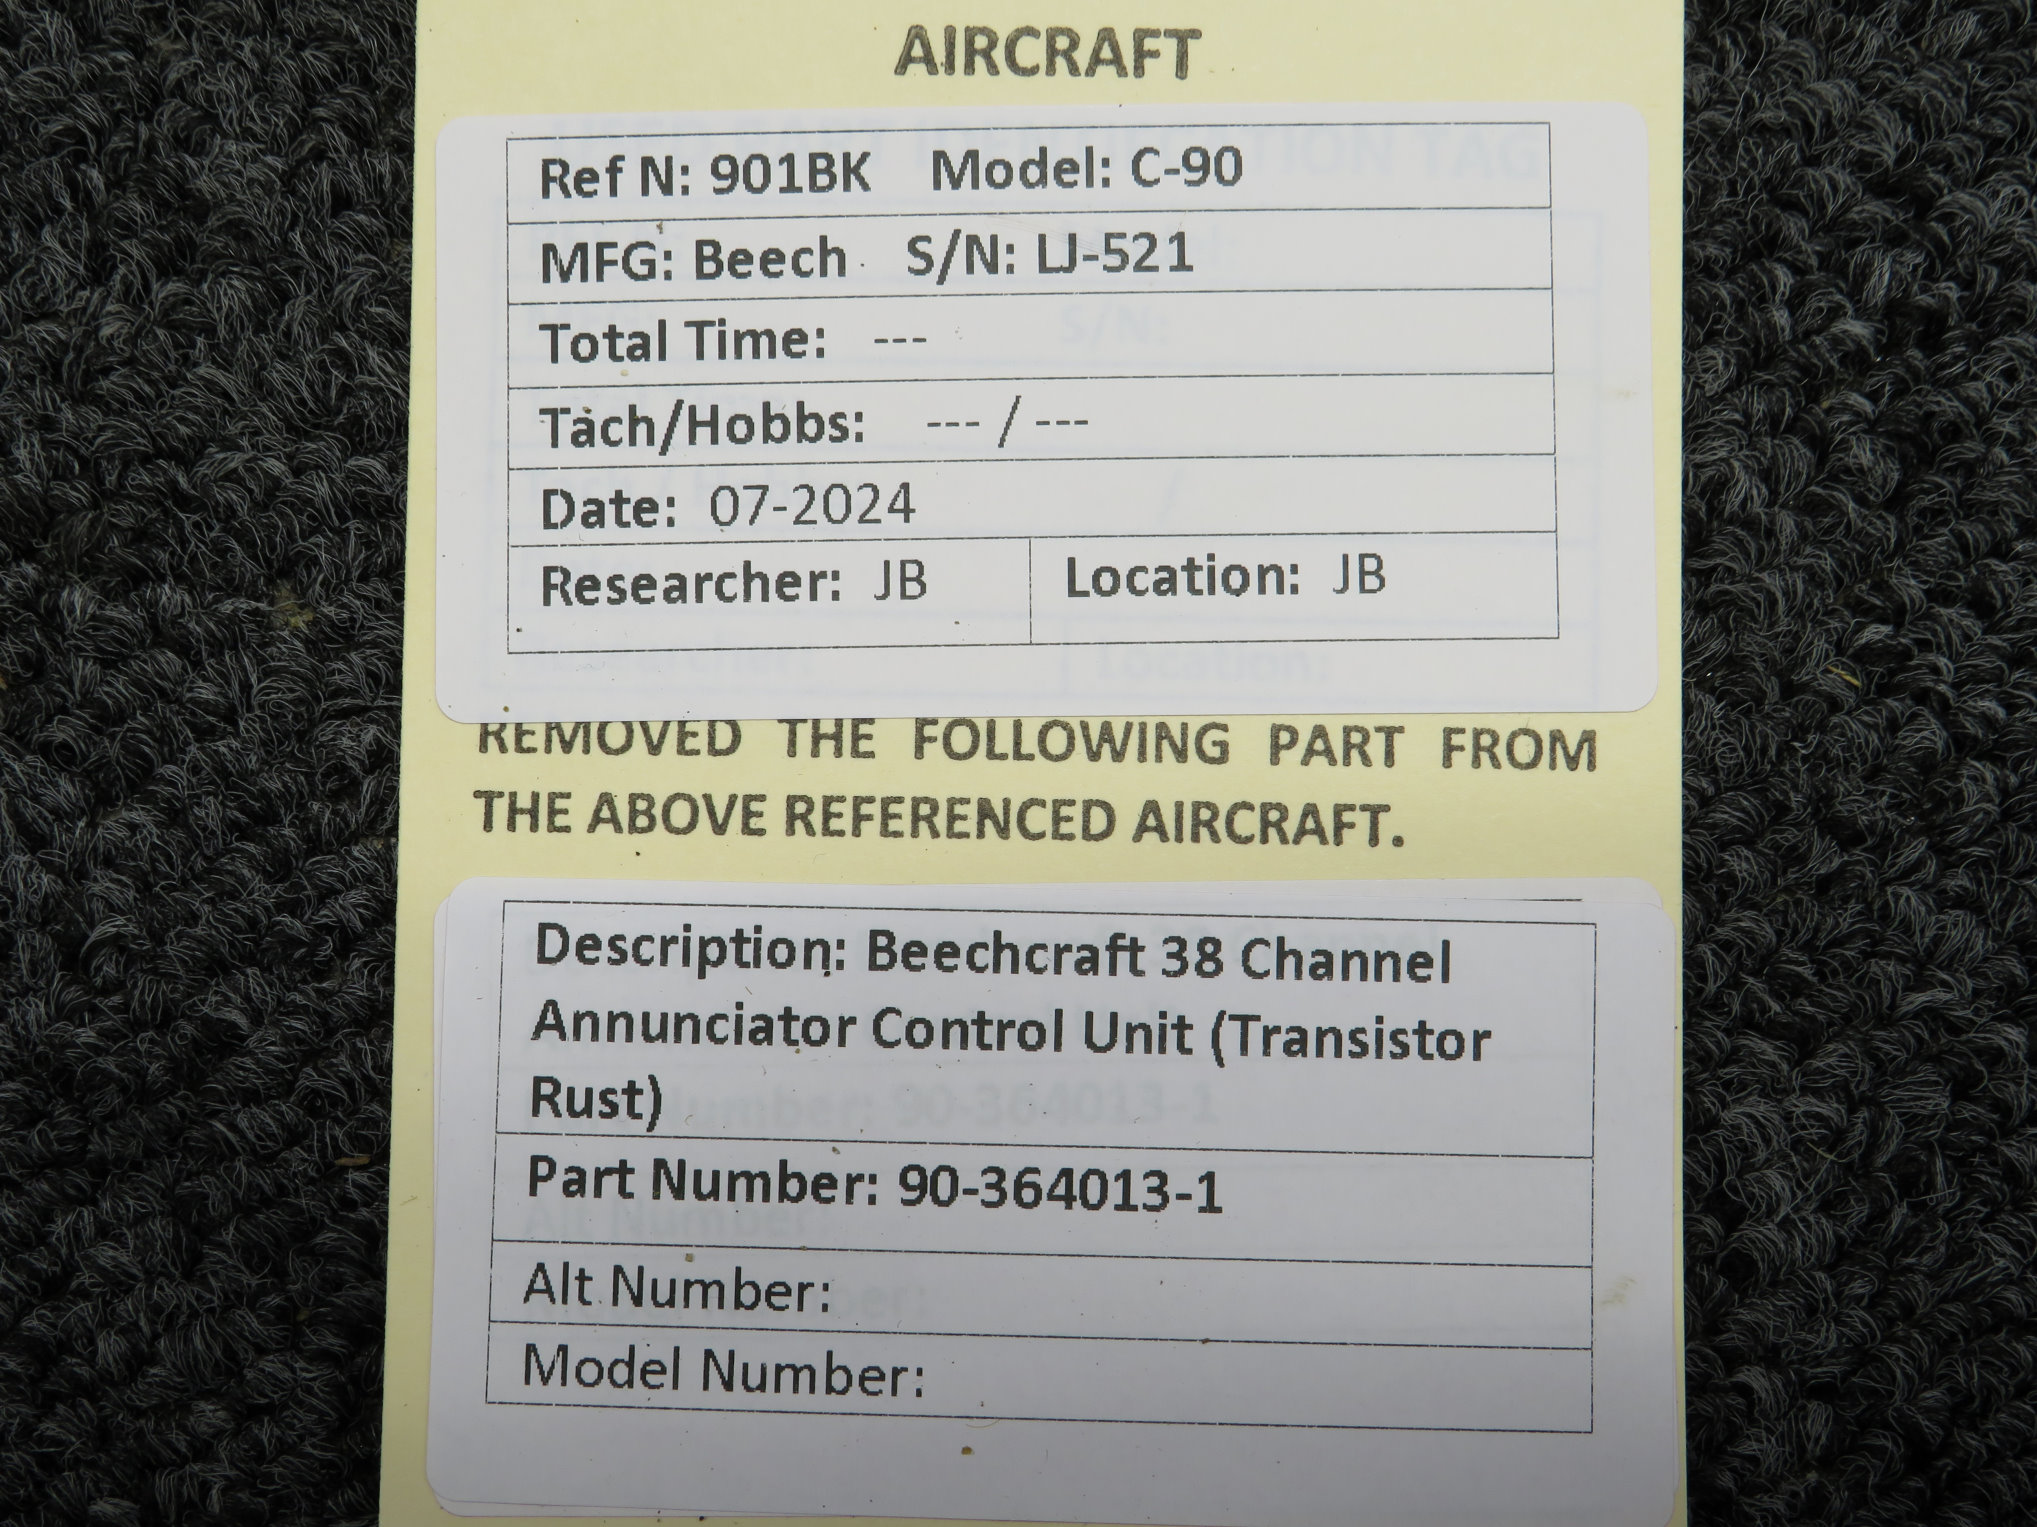 AIRCRAFT
Ref N: 901BK Model: C-90
MFG: Beech S/N: LJ-521
Total Time: ---
Tach/Hobbs: --- / ---
Date: 07-2024
Researcher: JB Location: JB
REMOVED THE FOLLOWING PART FROM
THE ABOVE REFERENCED AIRCRAFT.
Description: Beechcraft 38 Channel
Annunciator Control Unit (Transistor
Rust)
Part Number: 90-364013-1
Alt Number:
Model Number: